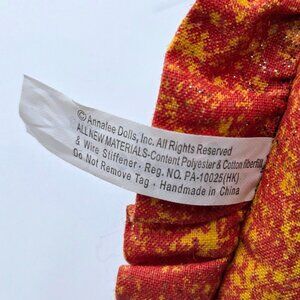 © Annalee Dolls, Inc. All Rights Reserved
ALL NEW MATERIALS-Content Polyester & Cotton fiberfill
& Wire Stiffener - Reg. NO. PA-10025(HK)
Do Not Remove Tag - Handmade in China